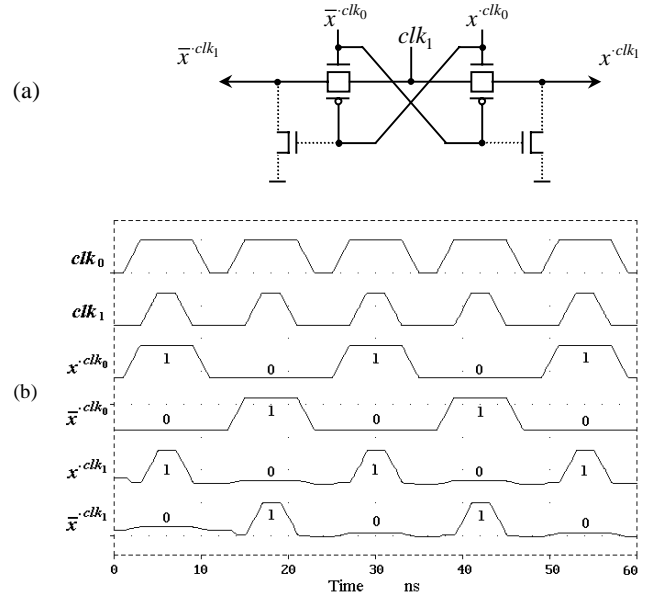 x̅·clk₀ x·clk₀
x̅·clk₁ clk₁ x·clk₁
(a)
clk₀
clk₁
x·clk₀ 1 0 1 0 1
(b)
x̅·clk₀ 0 1 0 1 0
x·clk₁ 1 0 1 0 1
x̅·clk₁ 0 1 0 1 0
0 10 20 30 40 50 60
Time ns